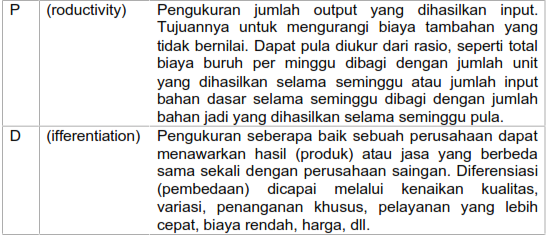 P (roductivity) Pengukuran jumlah output yang dihasilkan input.
Tujuannya untuk mengurangi biaya tambahan yang
tidak bernilai. Dapat pula diukur dari rasio, seperti total
biaya buruh per minggu dibagi dengan jumlah unit
yang dihasilkan selama seminggu atau jumlah input
bahan dasar selama seminggu dibagi dengan jumlah
bahan jadi yang dihasilkan selama seminggu pula.
D (ifferentiation) Pengukuran seberapa baik sebuah perusahaan dapat
menawarkan hasil (produk) atau jasa yang berbeda
sama sekali dengan perusahaan saingan. Diferensiasi
(pembedaan) dicapai melalui kenaikan kualitas,
variasi, penanganan khusus, pelayanan yang lebih
cepat, biaya rendah, harga, dll.